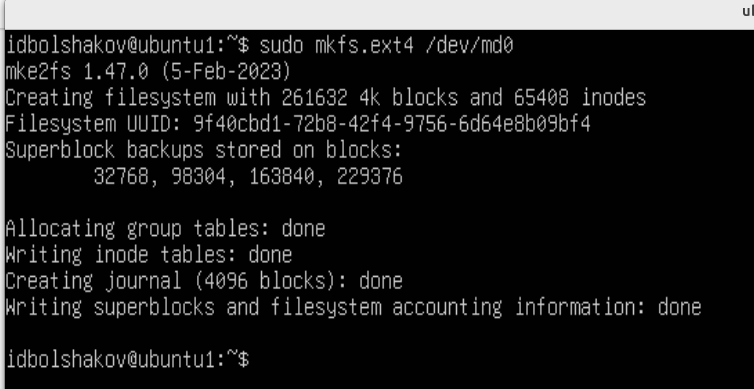 ul
idbolshakov@ubuntu1:~$ sudo mkfs.ext4 /dev/md0
mke2fs 1.47.0 (5-Feb-2023)
Creating filesystem with 261632 4k blocks and 65408 inodes
Filesystem UUID: 9f40cbd1-72b8-42f4-9756-6d64e8b09bf4
Superblock backups stored on blocks:
        32768, 98304, 163840, 229376

Allocating group tables: done
Writing inode tables: done
Creating journal (4096 blocks): done
Writing superblocks and filesystem accounting information: done

idbolshakov@ubuntu1:~$